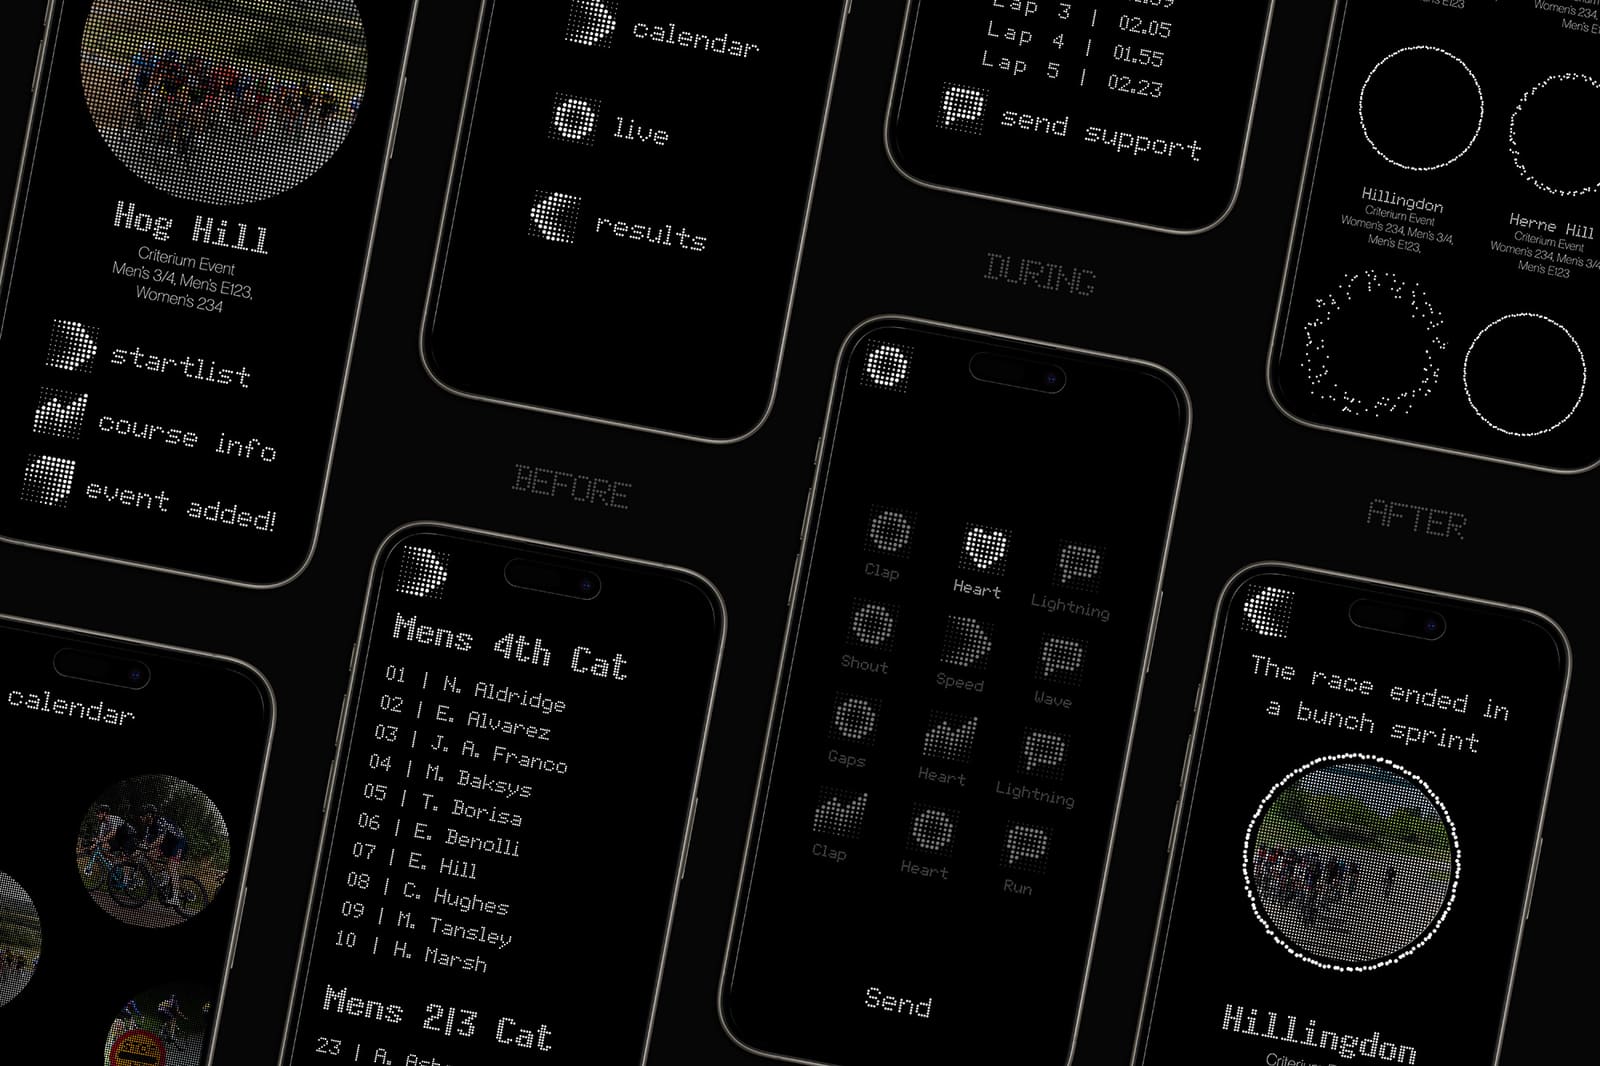 Hog Hill
Criterium Event
Men's 3/4, Men's E123,
Women's 234
startlist
course info
event added!
calendar
calendar
live
results
BEFORE
Mens 4th Cat
01 | N. Aldridge
02 | E. Alvarez
03 | J. A. Franco
04 | M. Baksys
05 | T. Borisa
06 | E. Benolli
07 | E. Hill
08 | C. Hughes
09 | M. Tansley
10 | H. Marsh
Mens 2|3 Cat
23 | A.
Lap 3 | 02.05
Lap 4 | 01.55
Lap 5 | 02.23
send support
DURING
Clap
Heart
Lightning
Shout
Speed
Wave
Gaps
Heart
Lightning
Clap
Heart
Run
Send
Hillingdon
Criterium Event
Women's 234, Men's 3/4,
Men's E123,
Herne Hill
Criterium Event
Women's 234, Men's 3/4
Men's E123
AFTER
The race ended in
a bunch sprint
Hillingdon